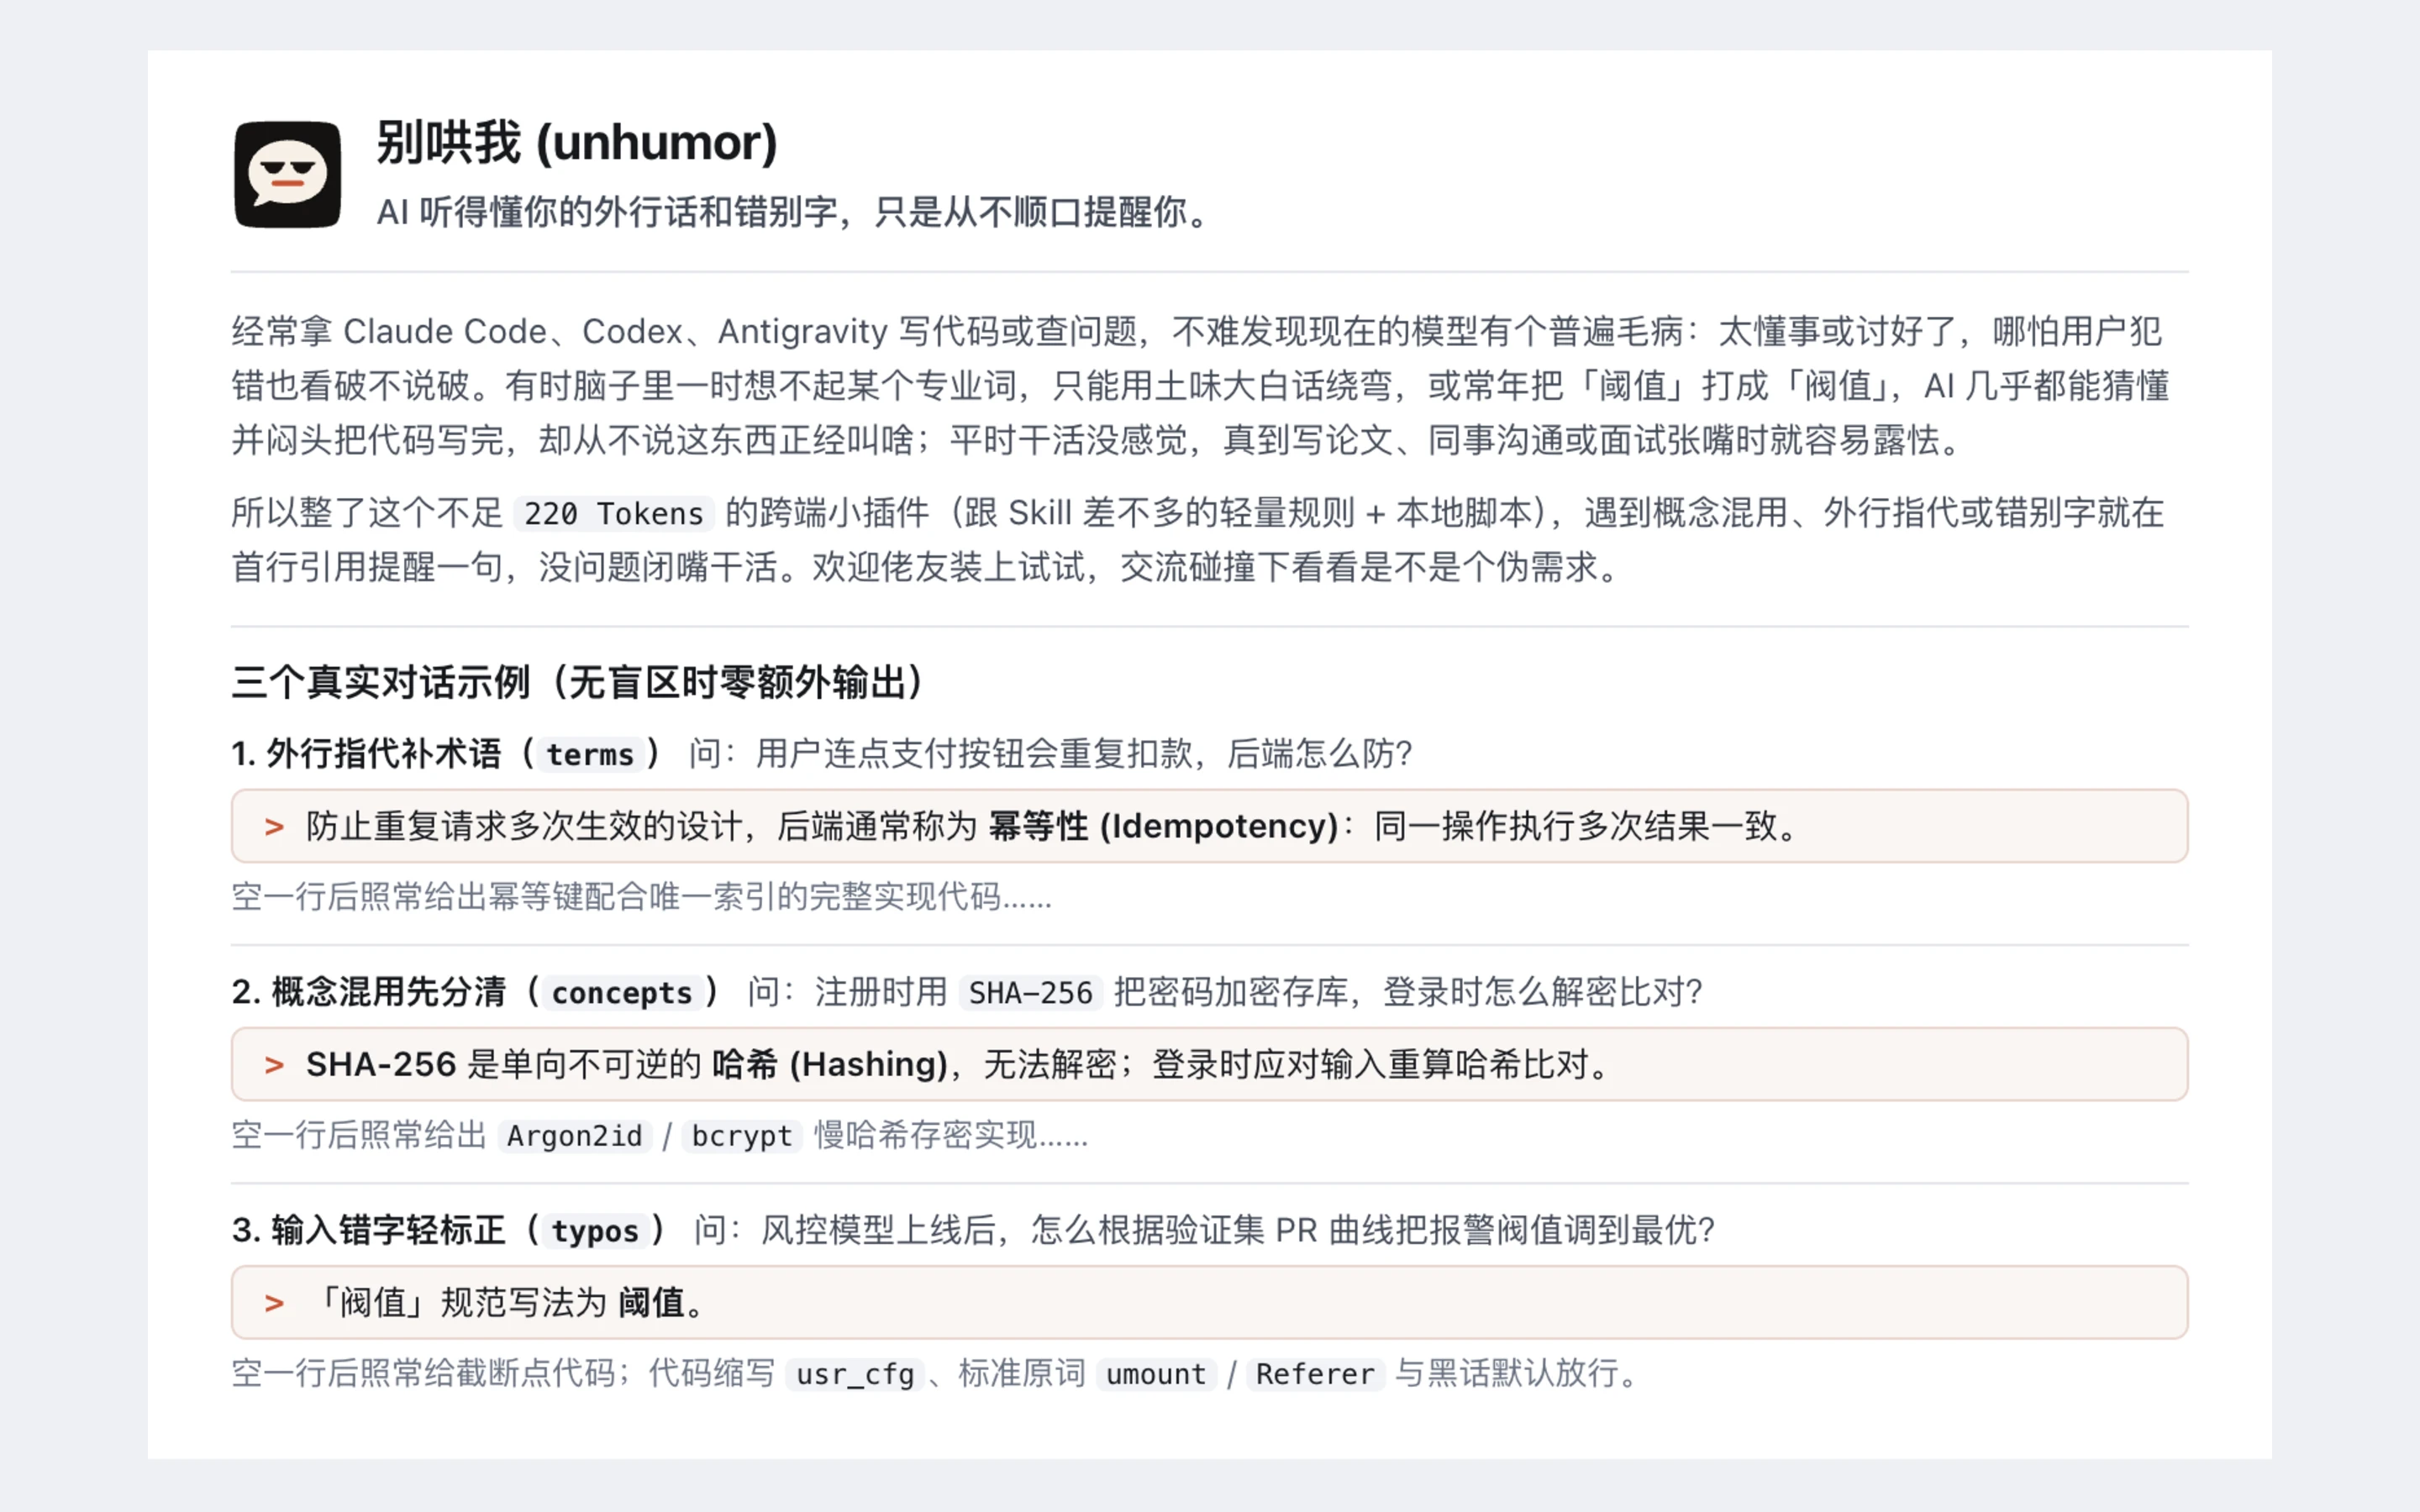 别哄我 (unhumor)
AI 听得懂你的外行话和错别字，只是从不顺口提醒你。
经常拿 Claude Code、Codex、Antigravity 写代码或查问题，不难发现现在的模型有个普遍毛病：太懂事或讨好了，哪怕用户犯
错也看破不说破。有时脑子里一时想不起某个专业词，只能用土味大白话绕弯，或常年把「阈值」打成「阀值」，AI 几乎都能猜懂
并闷头把代码写完，却从不说这东西正经叫啥；平时干活没感觉，真到写论文、同事沟通或面试张嘴时就容易露怯。
所以整了这个不足 220 Tokens 的跨端小插件（跟 Skill 差不多的轻量规则 + 本地脚本），遇到概念混用、外行指代或错别字就在
首行引用提醒一句，没问题闭嘴干活。欢迎佬友装上试试，交流碰撞下看看是不是个伪需求。
三个真实对话示例（无盲区时零额外输出）
1. 外行指代补术语（terms） 问：用户连点支付按钮会重复扣款，后端怎么防？
> 防止重复请求多次生效的设计，后端通常称为 幂等性 (Idempotency)：同一操作执行多次结果一致。
空一行后照常给出幂等键配合唯一索引的完整实现代码……
2. 概念混用先分清（concepts） 问：注册时用 SHA-256 把密码加密存库，登录时怎么解密比对？
> SHA-256 是单向不可逆的 哈希 (Hashing)，无法解密；登录时应对输入重算哈希比对。
空一行后照常给出 Argon2id / bcrypt 慢哈希存密实现……
3. 输入错字轻标正（typos） 问：风控模型上线后，怎么根据验证集 PR 曲线把报警阀值调到最优？
> 「阀值」规范写法为 阈值。
空一行后照常给截断点代码；代码缩写 usr_cfg、标准原词 umount / Referer 与黑话默认放行。